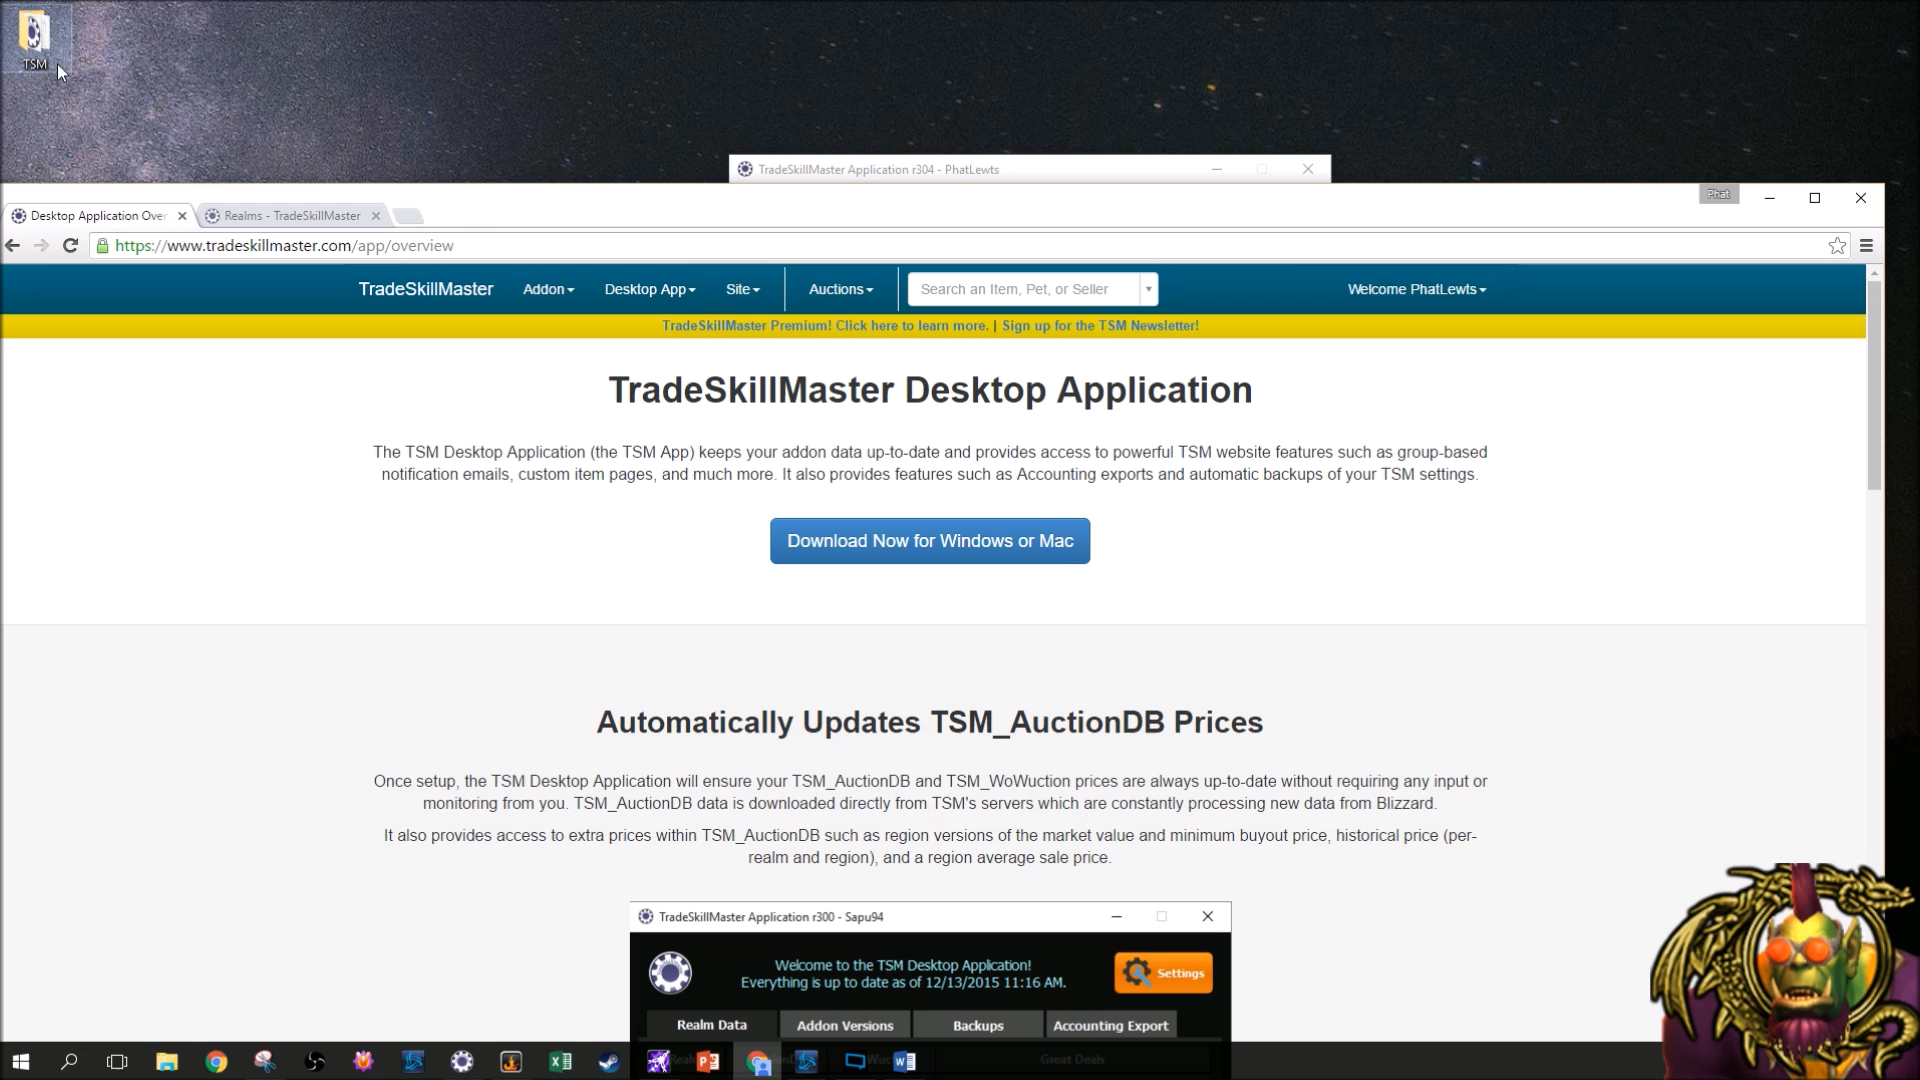 TSM
TradeSkillMaster Application r304 - PhatLewts
Phat
Desktop Application Over
Realms - TradeSkillMaster
https://www.tradeskillmaster.com/app/overview
TradeSkillMaster Addon Desktop App Site Auctions Search an Item, Pet, or Seller Welcome PhatLewts
TradeSkillMaster Premium! Click here to learn more. | Sign up for the TSM Newsletter!
TradeSkillMaster Desktop Application
The TSM Desktop Application (the TSM App) keeps your addon data up-to-date and provides access to powerful TSM website features such as group-based
notification emails, custom item pages, and much more. It also provides features such as Accounting exports and automatic backups of your TSM settings.
Download Now for Windows or Mac
Automatically Updates TSM_AuctionDB Prices
Once setup, the TSM Desktop Application will ensure your TSM_AuctionDB and TSM_WoWuction prices are always up-to-date without requiring any input or
monitoring from you. TSM_AuctionDB data is downloaded directly from TSM's servers which are constantly processing new data from Blizzard.
It also provides access to extra prices within TSM_AuctionDB such as region versions of the market value and minimum buyout price, historical price (per-
realm and region), and a region average sale price.
TradeSkillMaster Application r300 - Sapu94
Welcome to the TSM Desktop Application!
Everything is up to date as of 12/13/2015 11:16 AM.
Settings
Realm Data Addon Versions Backups Accounting Export
Great Deals